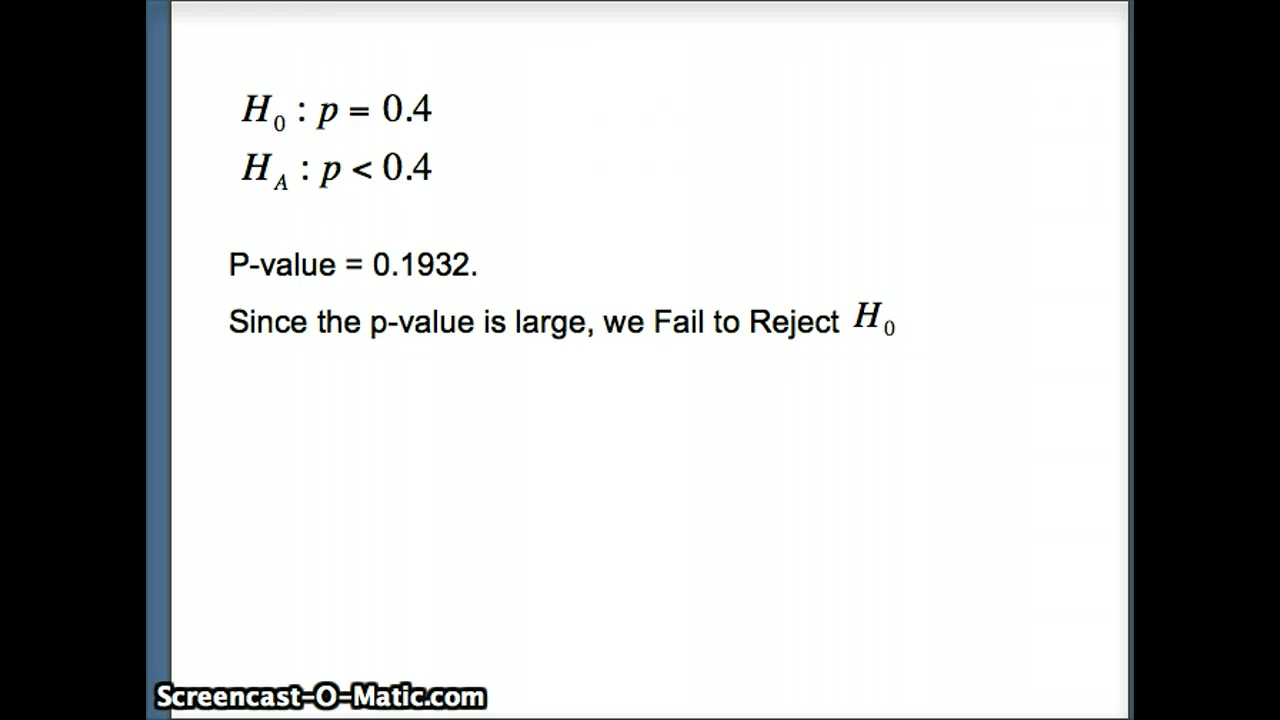 H₀ : p = 0.4
H_A : p < 0.4
P-value = 0.1932.
Since the p-value is large, we Fail to Reject H₀
Screencast-O-Matic.com